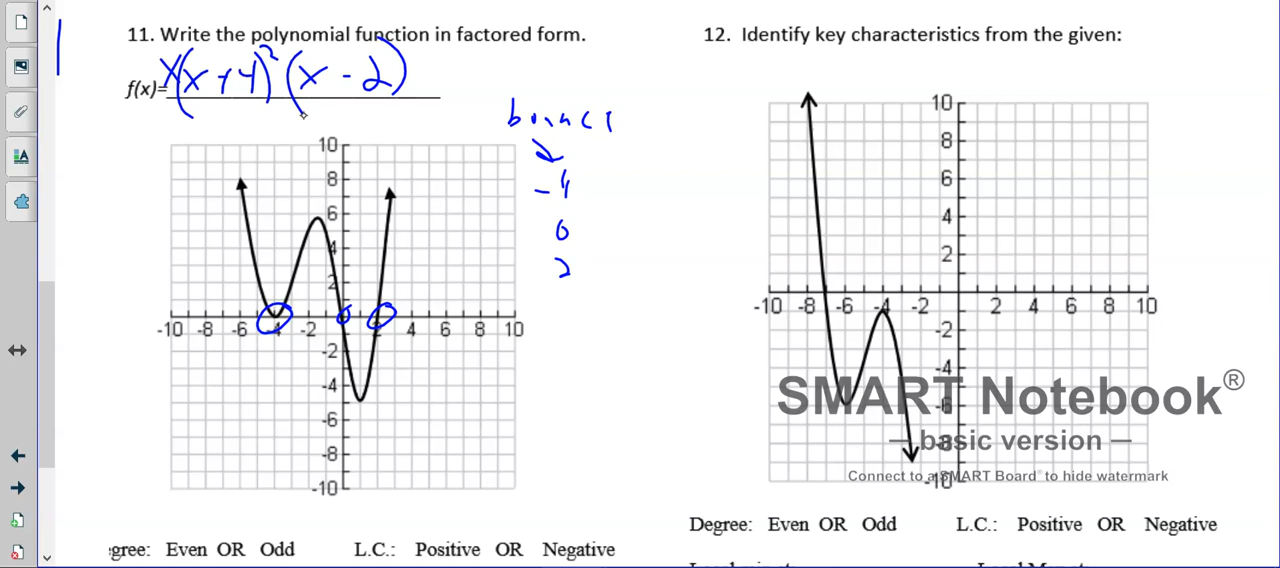 11. Write the polynomial function in factored form.
f(x)= x(x + 4)² (x - 2)
bounce
-4
0
2
10
8
6
4
2
-10 -8 -6 -4 -2 2 4 6 8 10
-2
-4
-6
-8
-10
gree: Even OR Odd L.C.: Positive OR Negative
12. Identify key characteristics from the given:
10
8
6
4
2
-10 -8 -6 -4 -2 2 4 6 8 10
-2
-4
-6
-8
-10
SMART Notebook®
— basic version —
Connect to a SMART Board® to hide watermark
Degree: Even OR Odd L.C.: Positive OR Negative